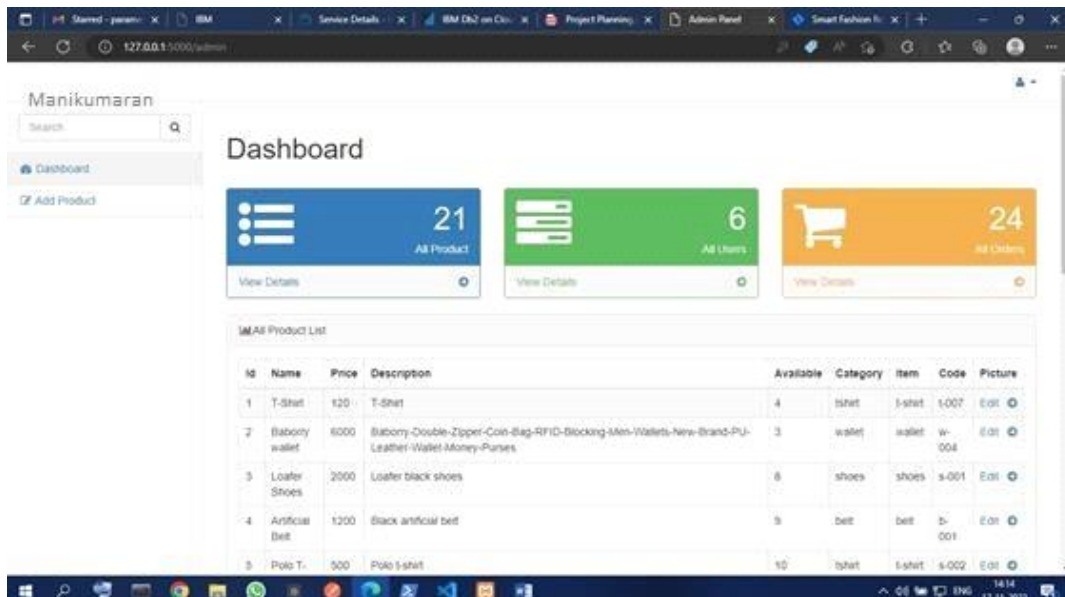 Starred - param
IBM
Service Details
IBM Db2 on Clou
Project Planning
Admin Panel
Smart Fashion R
127.0.0.1:5000/admin
Manikumaran
Search
Dashboard
Add Product
Dashboard
21
All Product
View Details
6
All Users
View Details
24
All Orders
View Details
All Product List
Id Name Price Description Available Category Item Code Picture
1 T-Shirt 120 T-Shirt 4 tshirt t-shirt t-007 Edit
2 Baborry wallet 6000 Baborry-Double-Zipper-Coin-Bag-RFID-Blocking-Men-Wallets-New-Brand-PU-Leather-Wallet-Money-Purses 3 wallet wallet w-004 Edit
3 Loafer Shoes 2000 Loafer black shoes 8 shoes shoes s-001 Edit
4 Artificial Belt 1200 Black artificial belt 9 belt belt b-001 Edit
5 Polo T- 500 Polo t-shirt 10 tshirt t-shirt s-002 Edit
ENG
14:14